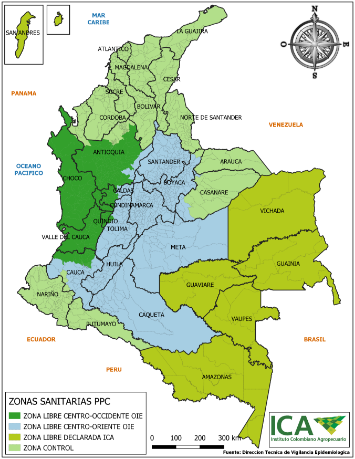 SAN ANDRES
MAR
CARIBE
LA GUAJIRA
N
O
E
S
ATLANTICO
MAGDALENA
CESAR
PANAMA
SUCRE
BOLIVAR
CORDOBA
NORTE DE SANTANDER
VENEZUELA
ANTIOQUIA
SANTANDER
ARAUCA
OCEANO
PACIFICO
CHOCO
BOYACA
CALDAS
CASANARE
CUNDINAMARCA
VICHADA
QUINDIO
TOLIMA
VALLE DEL CAUCA
META
HUILA
GUAINIA
CAUCA
GUAVIARE
NARIÑO
CAQUETA
PUTUMAYO
VAUPES
ECUADOR
BRASIL
PERU
AMAZONAS
ZONAS SANITARIAS PPC
ZONA LIBRE CENTRO-OCCIDENTE OIE
ZONA LIBRE CENTRO-ORIENTE OIE
ZONA LIBRE DECLARADA ICA
ZONA CONTROL
0 100 200 300 km
ICA
Instituto Colombiano Agropecuario
Fuente: Direccion Tecnica de Vigilancia Epidemiologica